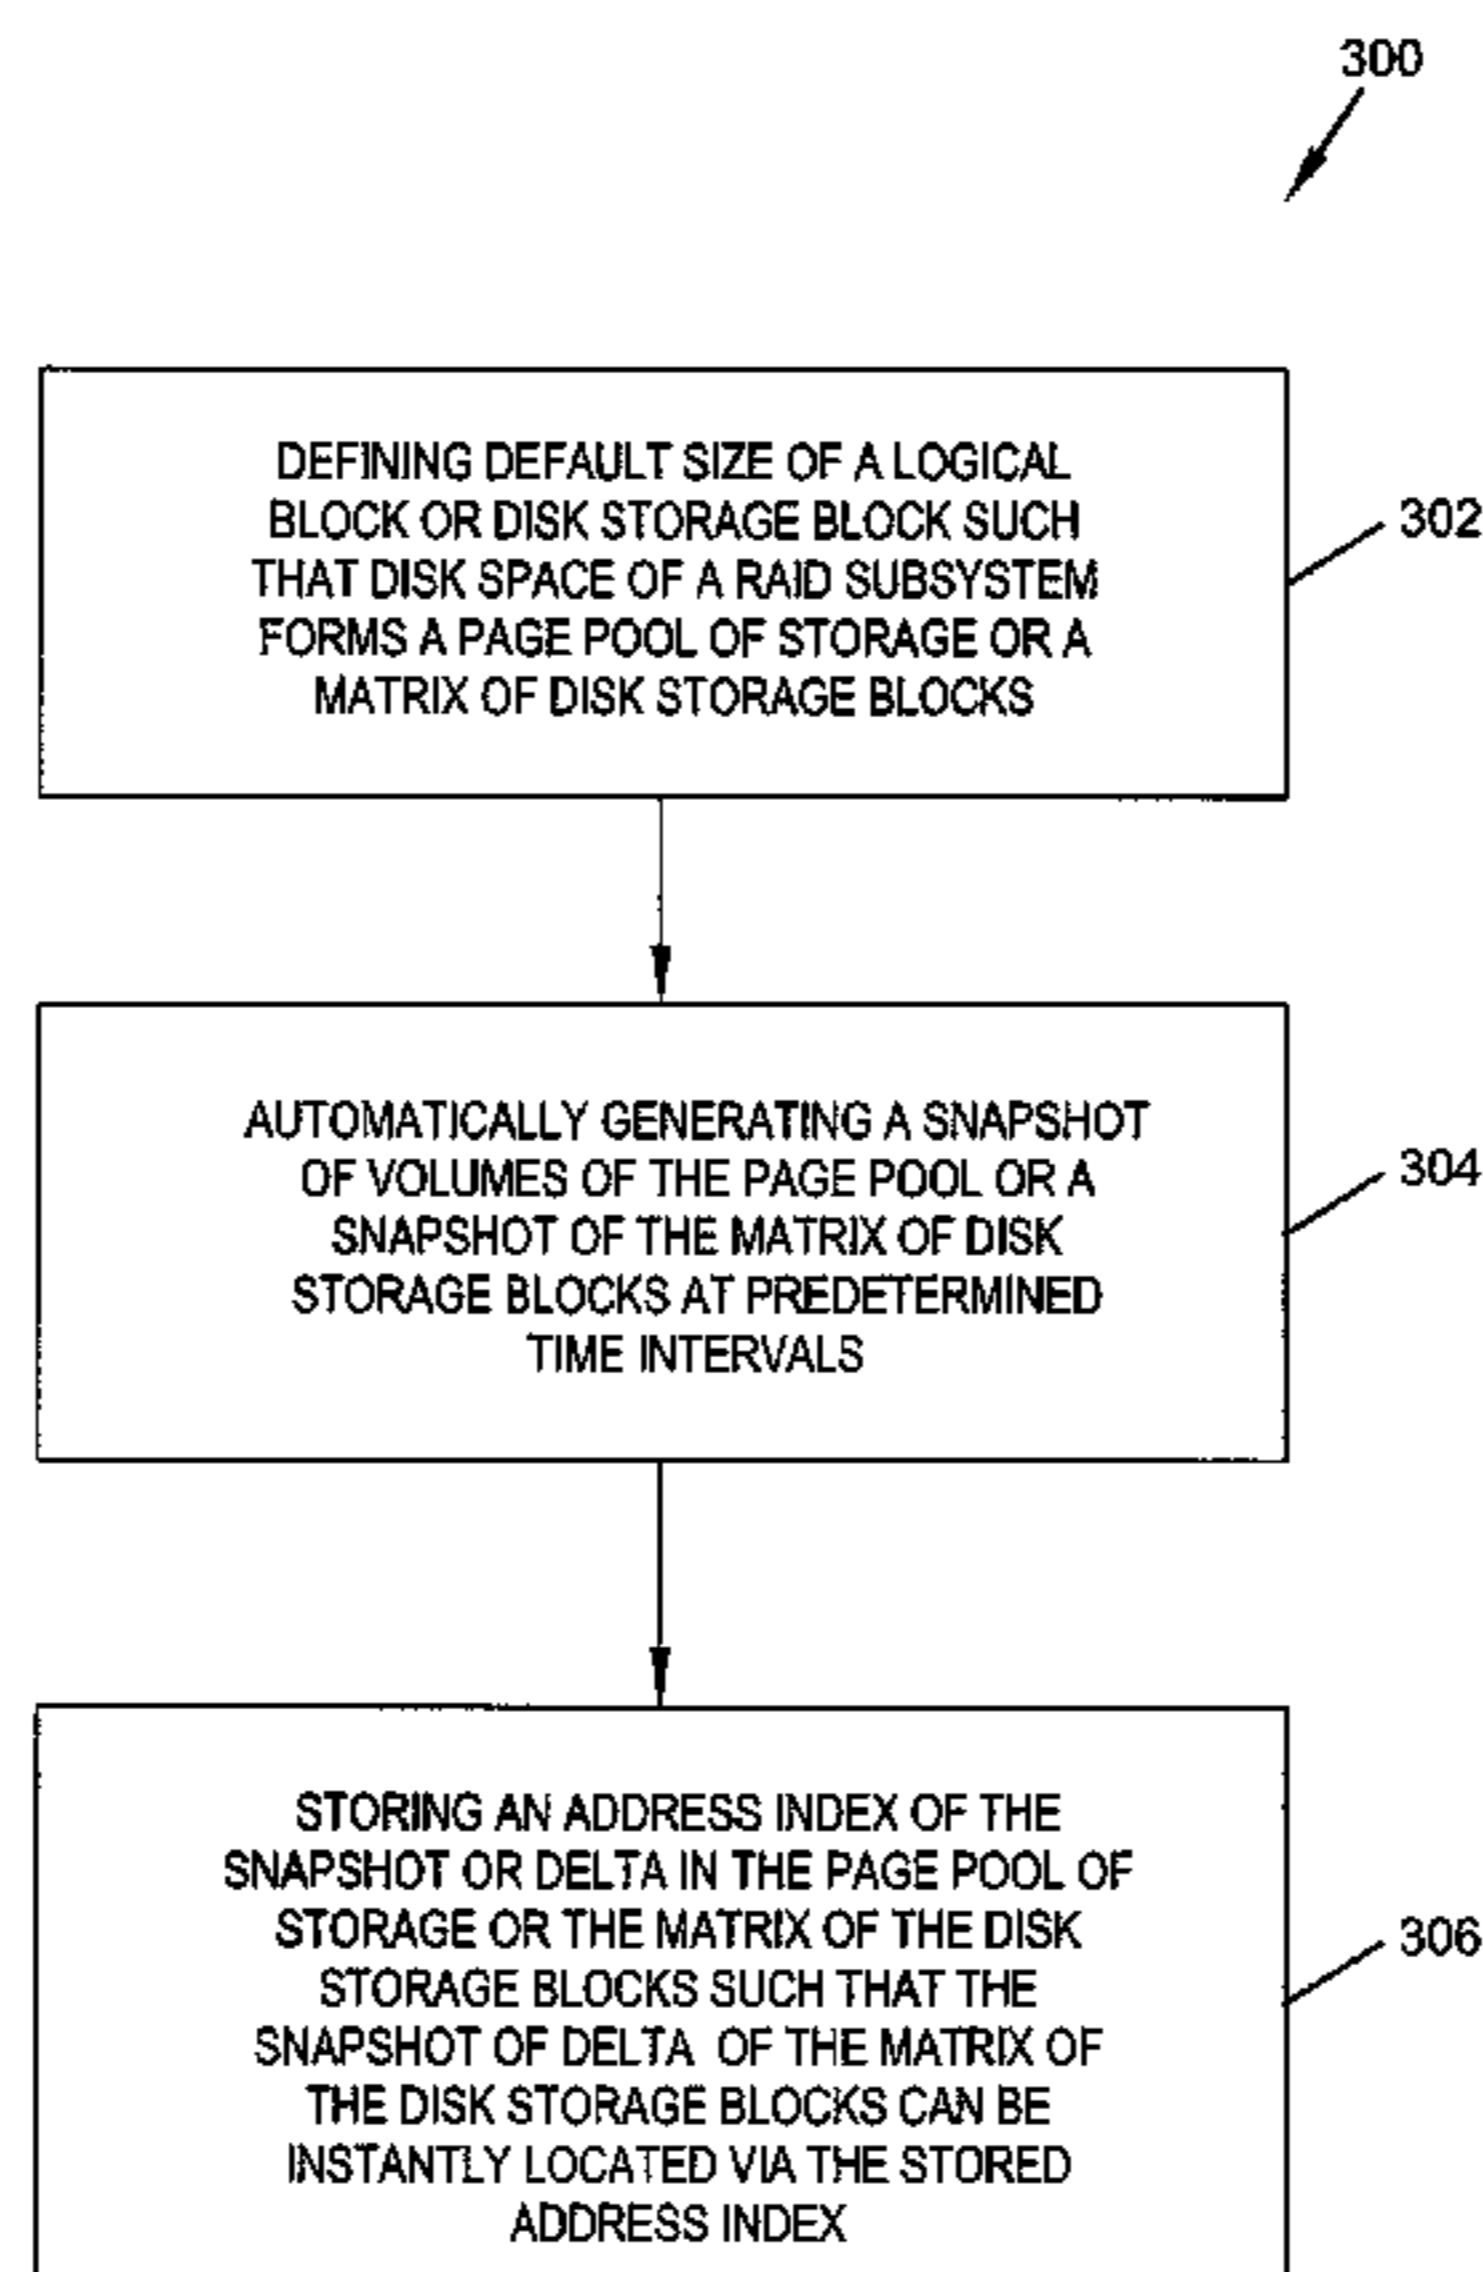 300
DEFINING DEFAULT SIZE OF A LOGICAL
BLOCK OR DISK STORAGE BLOCK SUCH
THAT DISK SPACE OF A RAID SUBSYSTEM
FORMS A PAGE POOL OF STORAGE OR A
MATRIX OF DISK STORAGE BLOCKS
302
AUTOMATICALLY GENERATING A SNAPSHOT
OF VOLUMES OF THE PAGE POOL OR A
SNAPSHOT OF THE MATRIX OF DISK
STORAGE BLOCKS AT PREDETERMINED
TIME INTERVALS
304
STORING AN ADDRESS INDEX OF THE
SNAPSHOT OR DELTA IN THE PAGE POOL OF
STORAGE OR THE MATRIX OF THE DISK
STORAGE BLOCKS SUCH THAT THE
SNAPSHOT OF DELTA OF THE MATRIX OF
THE DISK STORAGE BLOCKS CAN BE
INSTANTLY LOCATED VIA THE STORED
ADDRESS INDEX
306